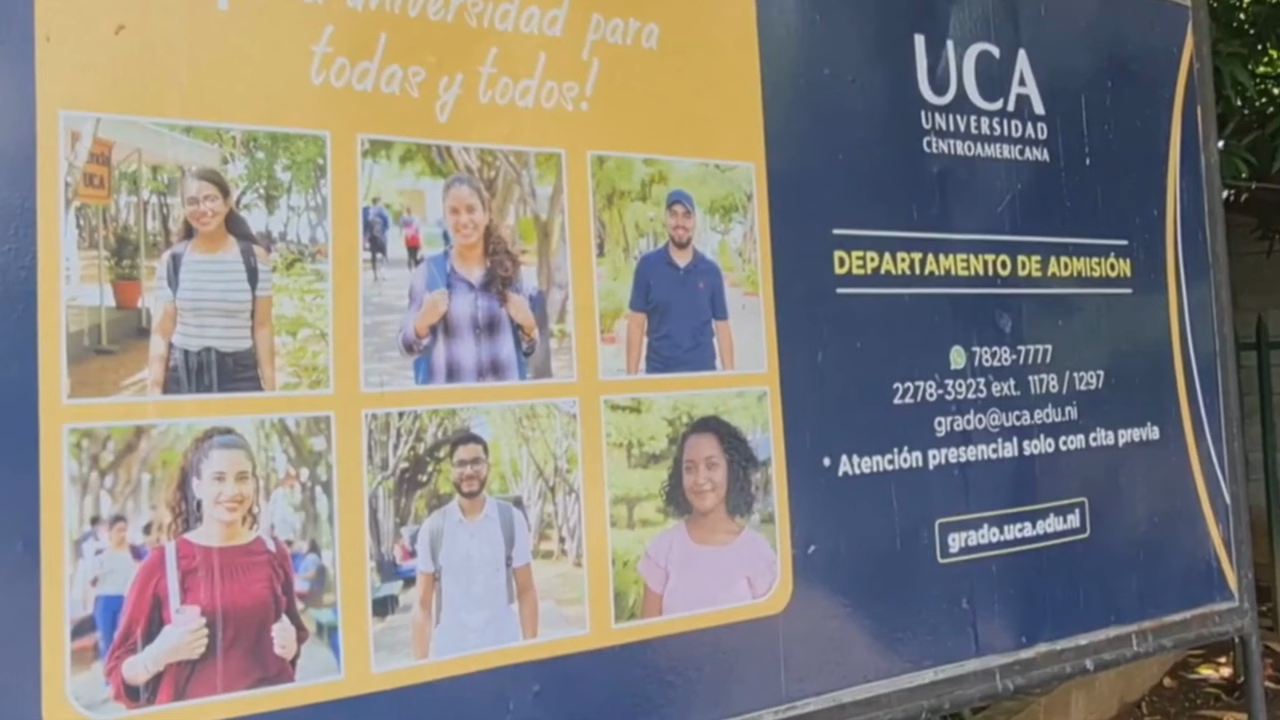 universidad para
todas y todos!
UCA
UCA
UNIVERSIDAD
CENTROAMERICANA
DEPARTAMENTO DE ADMISIÓN
7828-7777
2278-3923 ext. 1178 / 1297
grado@uca.edu.ni
* Atención presencial solo con cita previa
grado.uca.edu.ni